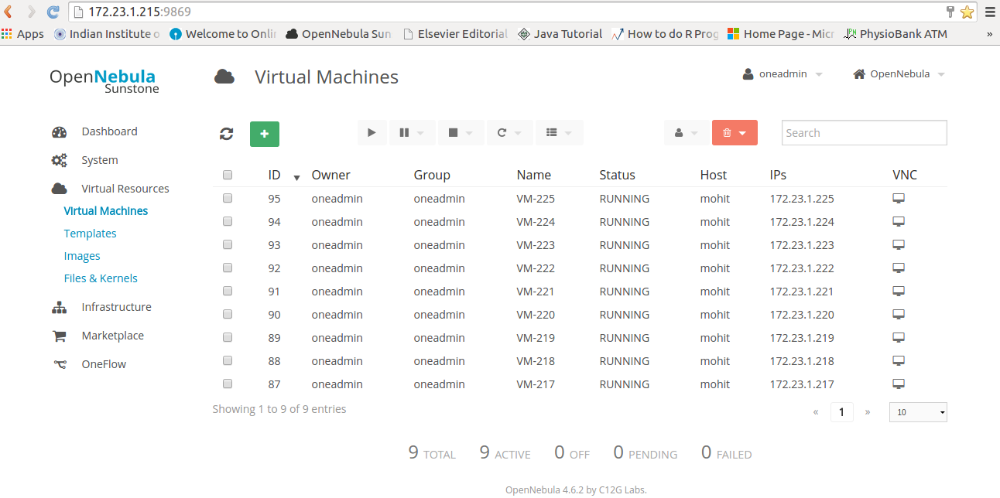 172.23.1.215:9869
Apps Indian Institute o Welcome to Onli OpenNebula Sun Elsevier Editorial Java Tutorial How to do R Prog Home Page - Micr PhysioBank ATM »
OpenNebula
Sunstone
Virtual Machines
oneadmin
OpenNebula
Dashboard
System
Virtual Resources
Virtual Machines
Templates
Images
Files & Kernels
Infrastructure
Marketplace
OneFlow
Search
ID Owner Group Name Status Host IPs VNC
95 oneadmin oneadmin VM-225 RUNNING mohit 172.23.1.225
94 oneadmin oneadmin VM-224 RUNNING mohit 172.23.1.224
93 oneadmin oneadmin VM-223 RUNNING mohit 172.23.1.223
92 oneadmin oneadmin VM-222 RUNNING mohit 172.23.1.222
91 oneadmin oneadmin VM-221 RUNNING mohit 172.23.1.221
90 oneadmin oneadmin VM-220 RUNNING mohit 172.23.1.220
89 oneadmin oneadmin VM-219 RUNNING mohit 172.23.1.219
88 oneadmin oneadmin VM-218 RUNNING mohit 172.23.1.218
87 oneadmin oneadmin VM-217 RUNNING mohit 172.23.1.217
Showing 1 to 9 of 9 entries
« 1 » 10
9 TOTAL 9 ACTIVE 0 OFF 0 PENDING 0 FAILED
OpenNebula 4.6.2 by C12G Labs.